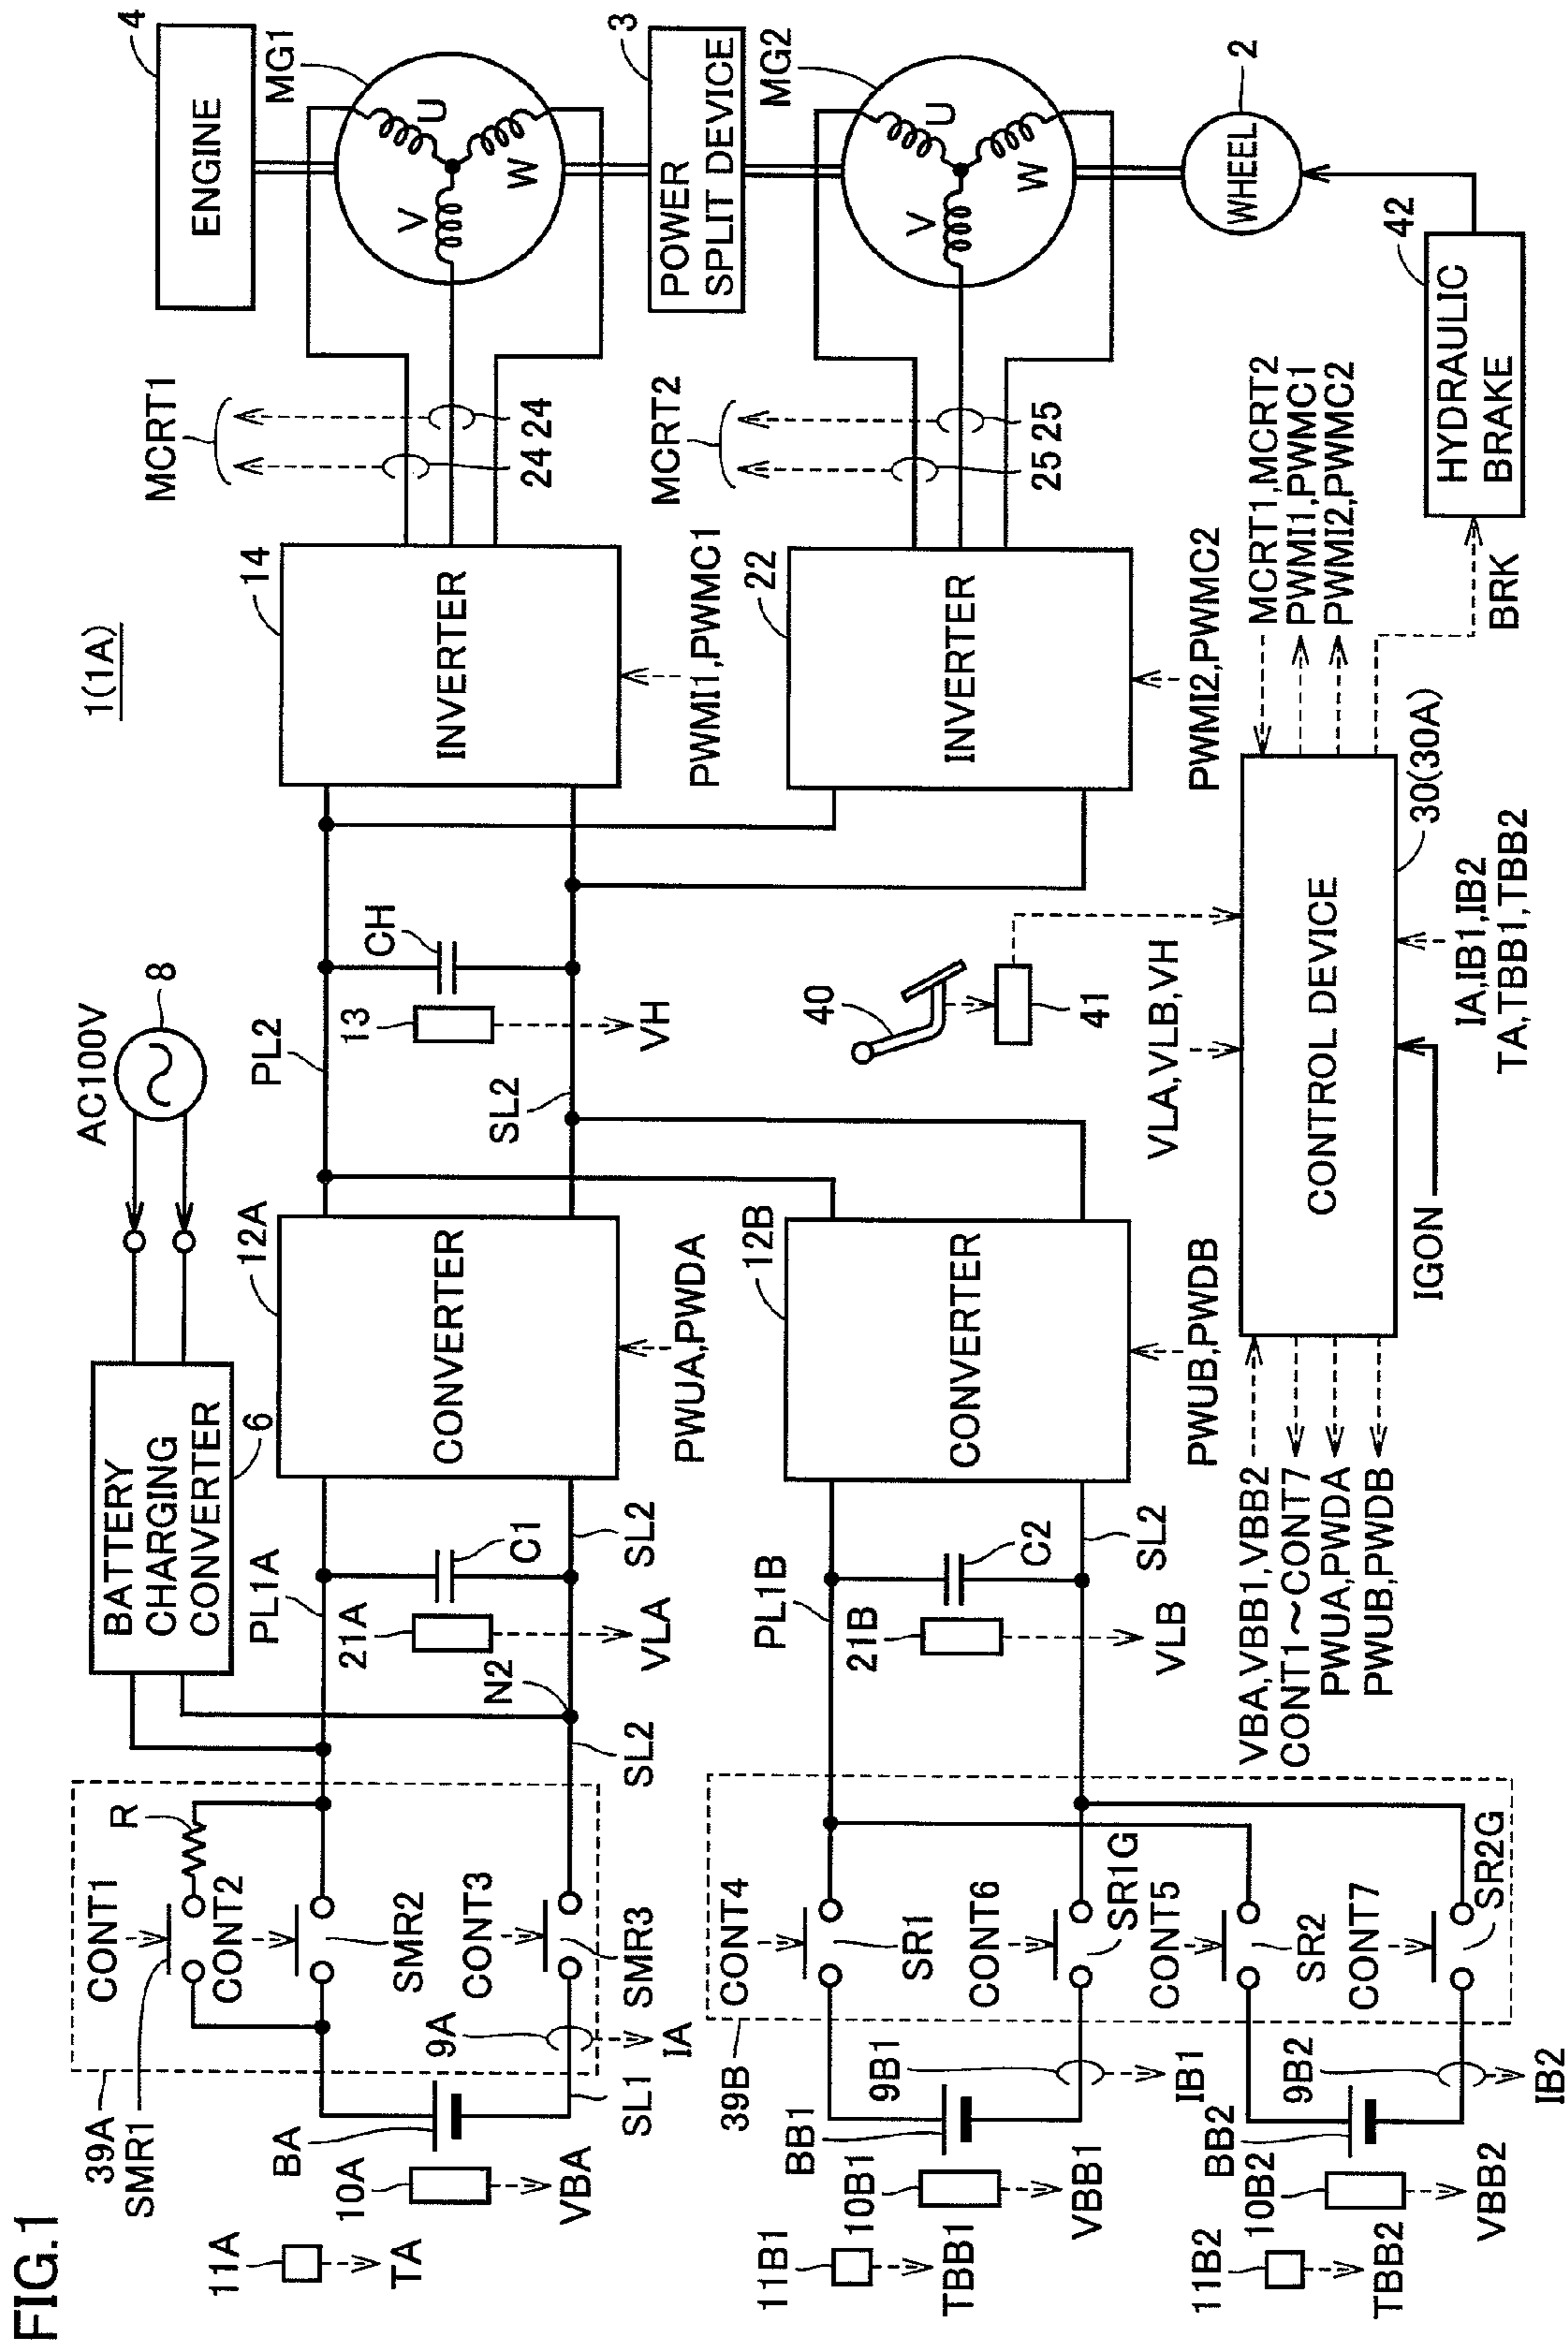 FIG.1
1(1A)
AC100V
8
BATTERY
CHARGING
CONVERTER
6
39A
SMR1
CONT1
R
CONT2
SMR2
CONT3
SMR3
9A
IA
SL1
BA
10A
VBA
11A
TA
PL1A
21A
C1
VLA
N2
SL2
SL2
12A
CONVERTER
PWUA,PWDA
PL2
SL2
13
CH
VH
14
INVERTER
PWMI1,PWMC1
MCRT1
24
24
ENGINE
4
MG1
U
V
W
POWER
SPLIT DEVICE
3
MG2
U
V
W
MCRT2
25
25
22
INVERTER
PWMI2,PWMC2
WHEEL
2
HYDRAULIC
BRAKE
42
BRK
39B
CONT4
SR1
CONT6
SR1G
CONT5
SR2
CONT7
SR2G
BB1
9B1
IB1
10B1
VBB1
11B1
TBB1
BB2
9B2
IB2
10B2
VBB2
11B2
TBB2
PL1B
21B
C2
VLB
SL2
12B
CONVERTER
PWUB,PWDB
40
41
VLA,VLB,VH
CONTROL DEVICE
30(30A)
VBA,VBB1,VBB2
CONT1~CONT7
PWUA,PWDA
PWUB,PWDB
IGON
IA,IB1,IB2
TA,TBB1,TBB2
MCRT1,MCRT2
PWMI1,PWMC1
PWMI2,PWMC2